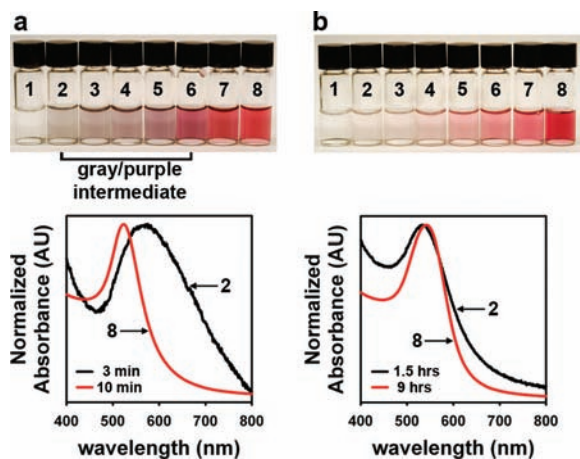 a
1 2 3 4 5 6 7 8
gray/purple
intermediate
Normalized
Absorbance (AU)
2
8
3 min
10 min
400 500 600 700 800
wavelength (nm)
b
1 2 3 4 5 6 7 8
Normalized
Absorbance (AU)
2
8
1.5 hrs
9 hrs
400 500 600 700 800
wavelength (nm)